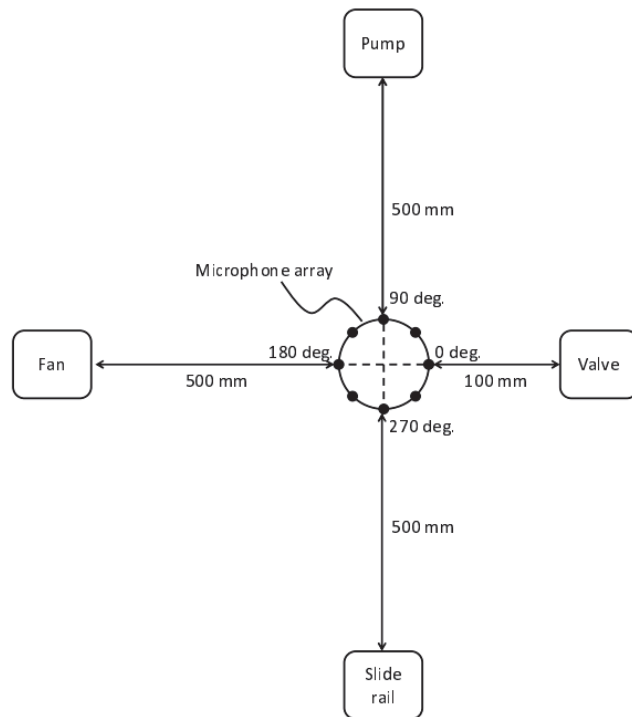 Pump
500 mm
Microphone array
90 deg.
Fan
180 deg.
0 deg.
Valve
500 mm
100 mm
270 deg.
500 mm
Slide
rail